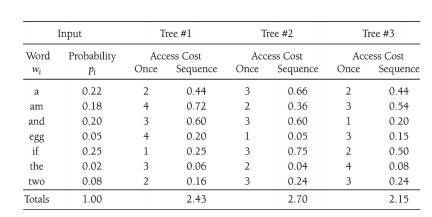 Input Tree #1 Tree #2 Tree #3
Word Probability Access Cost Access Cost Access Cost
wi pi Once Sequence Once Sequence Once Sequence
a 0.22 2 0.44 3 0.66 2 0.44
am 0.18 4 0.72 2 0.36 3 0.54
and 0.20 3 0.60 3 0.60 1 0.20
egg 0.05 4 0.20 1 0.05 3 0.15
if 0.25 1 0.25 3 0.75 2 0.50
the 0.02 3 0.06 2 0.04 4 0.08
two 0.08 2 0.16 3 0.24 3 0.24
Totals 1.00 2.43 2.70 2.15